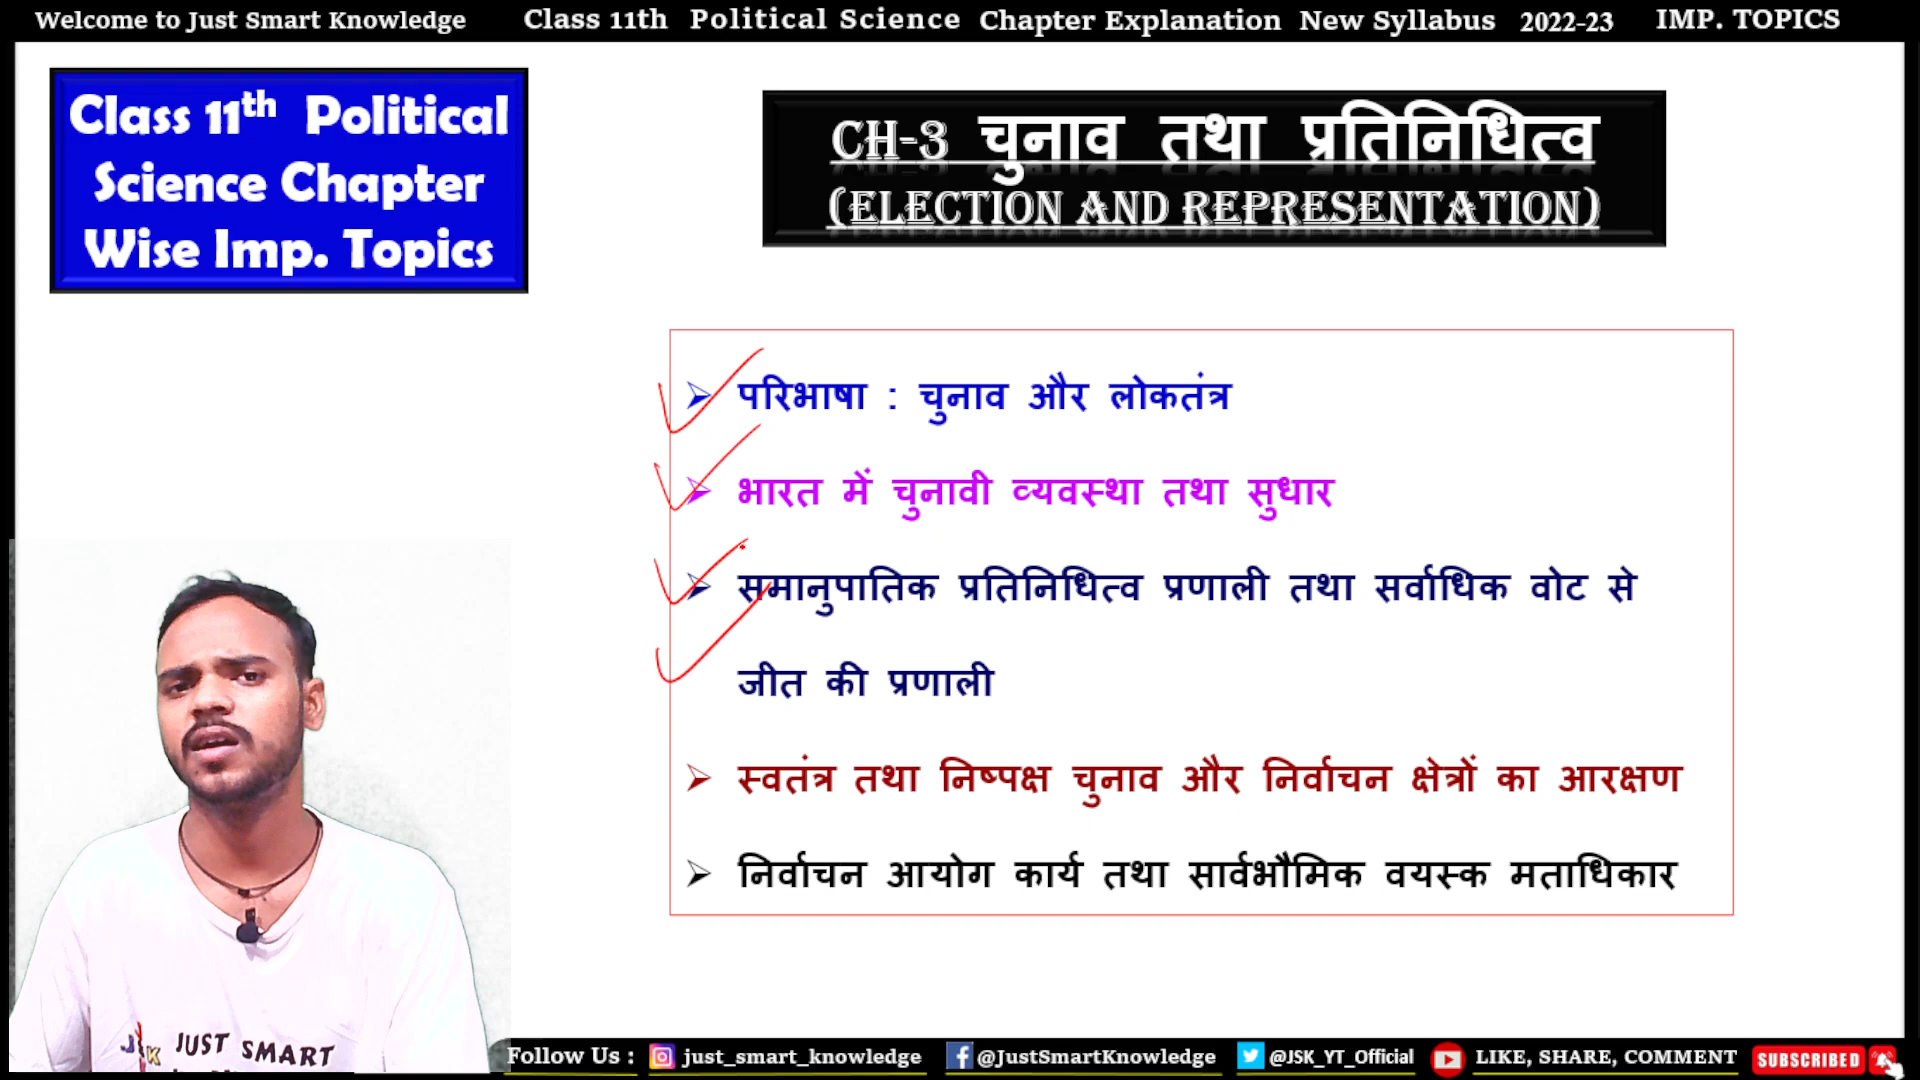 Welcome to Just Smart Knowledge Class 11th Political Science Chapter Explanation New Syllabus 2022-23 IMP. TOPICS
Class 11th Political
Science Chapter
Wise Imp. Topics
CH-3 चुनाव तथा प्रतिनिधित्व
(ELECTION AND REPRESENTATION)
परिभाषा : चुनाव और लोकतंत्र
भारत में चुनावी व्यवस्था तथा सुधार
समानुपातिक प्रतिनिधित्व प्रणाली तथा सर्वाधिक वोट से
जीत की प्रणाली
स्वतंत्र तथा निष्पक्ष चुनाव और निर्वाचन क्षेत्रों का आरक्षण
निर्वाचन आयोग कार्य तथा सार्वभौमिक वयस्क मताधिकार
JSK JUST SMART
Follow Us : just_smart_knowledge @JustSmartKnowledge @JSK_YT_Official LIKE, SHARE, COMMENT SUBSCRIBED